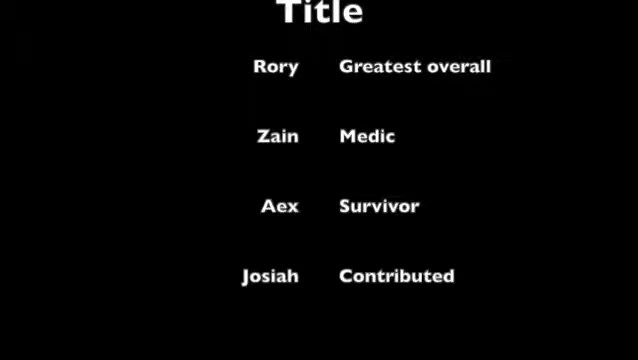 Title
Rory Greatest overall
Zain Medic
Aex Survivor
Josiah Contributed